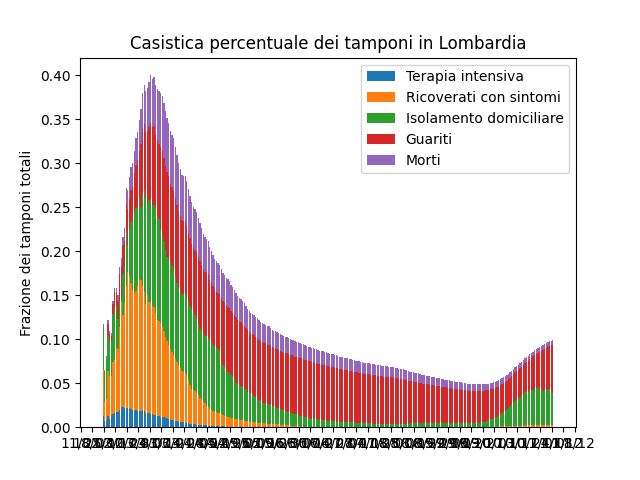 Casistica percentuale dei tamponi in Lombardia
Terapia intensiva
Ricoverati con sintomi
Isolamento domiciliare
Guariti
Morti
Frazione dei tamponi totali
0.40
0.35
0.30
0.25
0.20
0.15
0.10
0.05
0.00